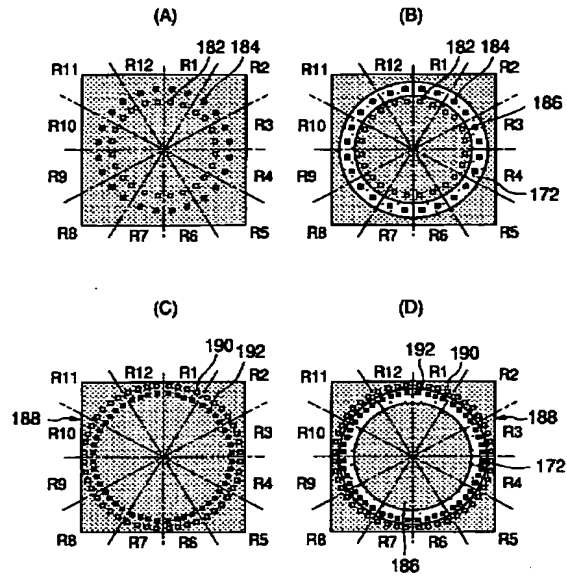 (A) (B)
182 184 182 184
R11 R12 R1 R2 R11 R12 R1 R2
186
R10 R3 R10 R3
R9 R4 R9 R4
172
R8 R7 R6 R5 R8 R7 R6 R5
(C) (D)
190 192 192 190
R11 R12 R1 R2 R11 R12 R1 R2
188 188
R10 R3 R10 R3
172
R9 R4 R9 R4
R8 R7 R6 R5 R8 R7 R6 R5
186